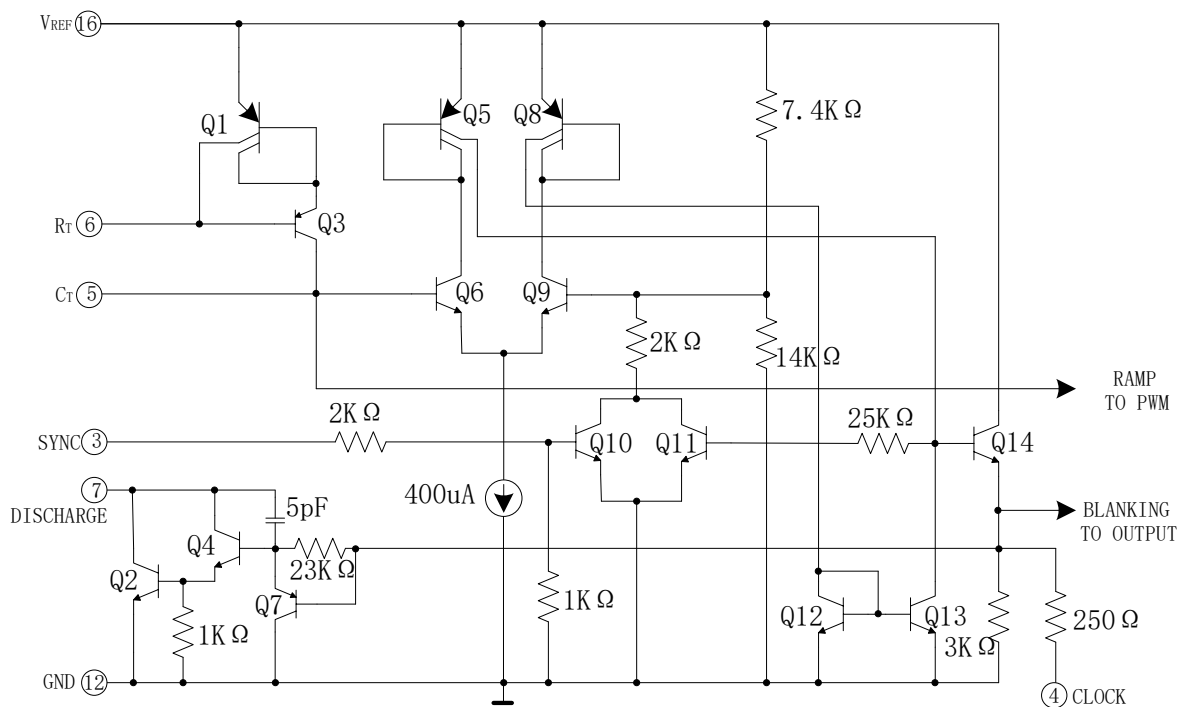 VREF 16
Q1
Q5
Q8
7.4KΩ
RT 6
Q3
CT 5
Q6
Q9
2KΩ
14KΩ
RAMP
TO PWM
SYNC 3
2KΩ
Q10
Q11
25KΩ
Q14
7
DISCHARGE
5pF
400uA
BLANKING
TO OUTPUT
Q4
23KΩ
Q2
Q7
1KΩ
1KΩ
Q12
Q13
3KΩ
250Ω
GND 12
4 CLOCK